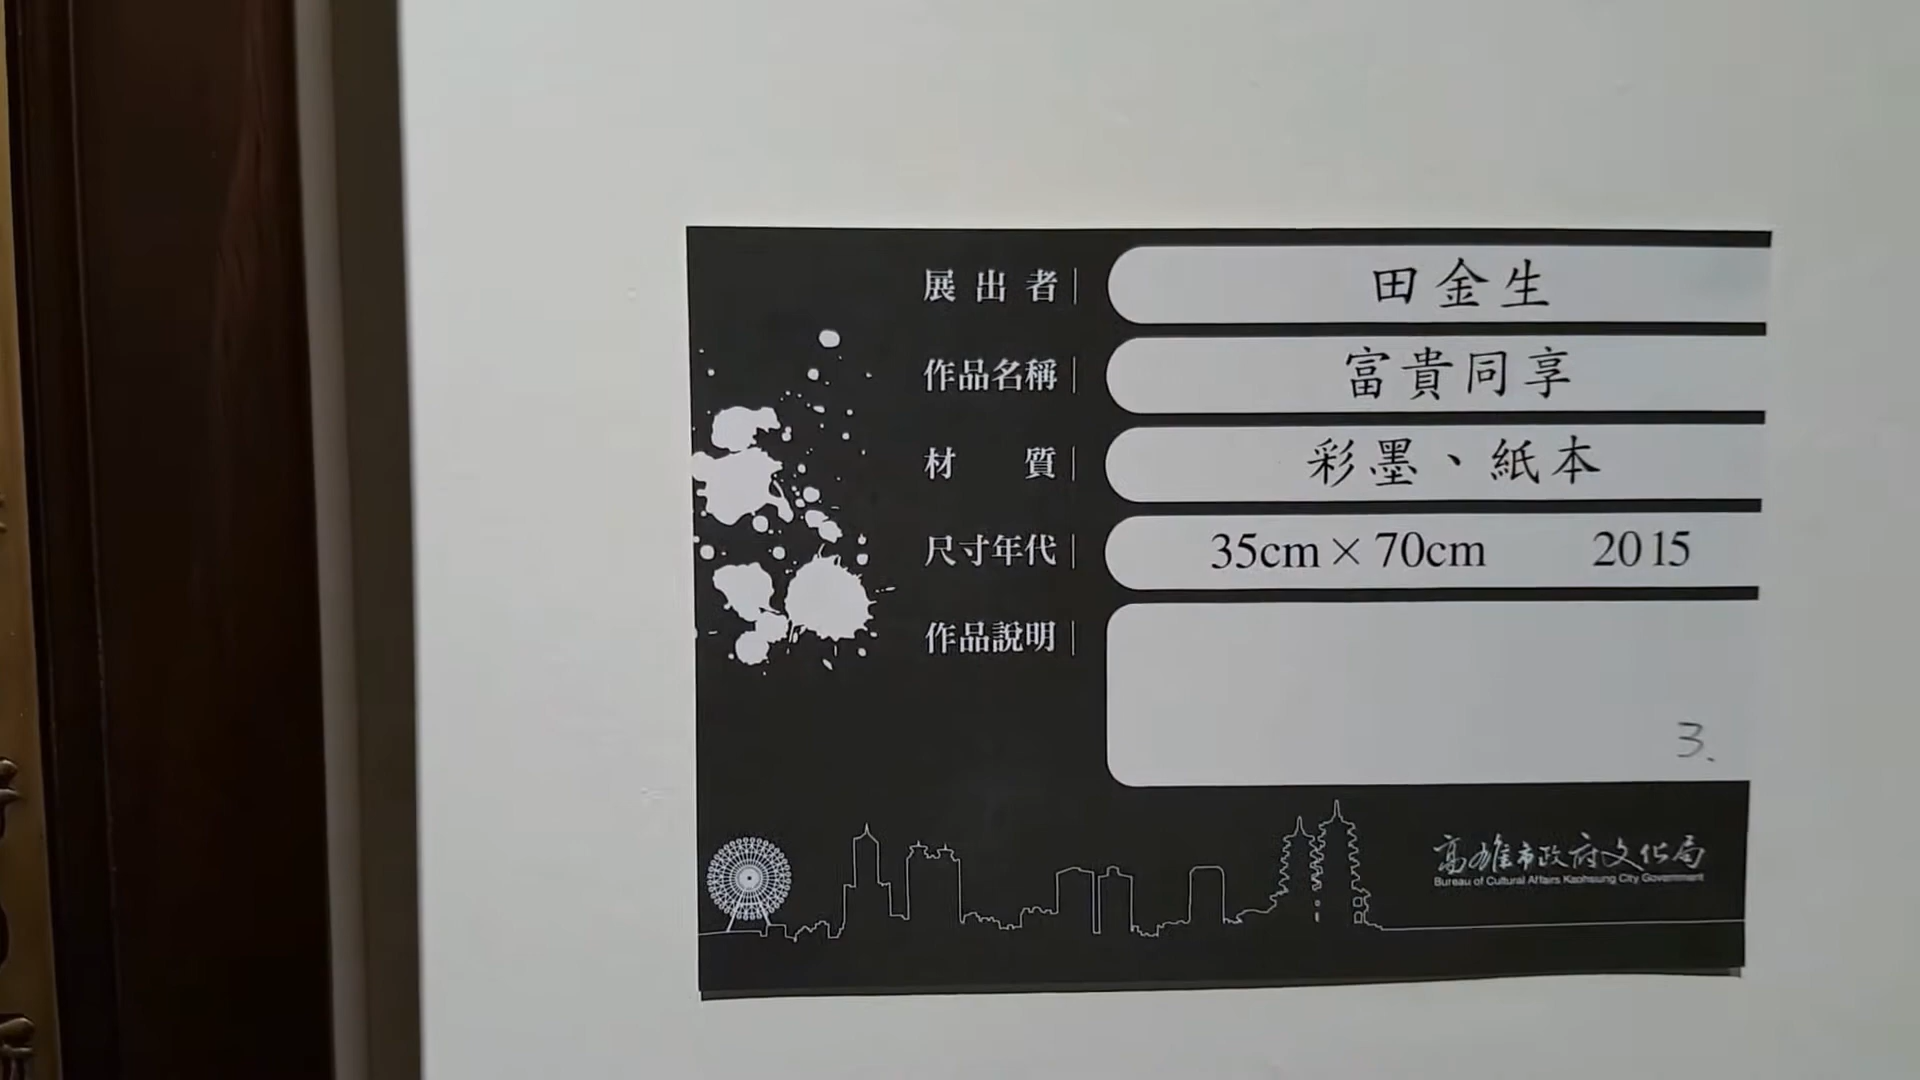 展出者｜ 田金生
作品名稱｜ 富貴同享
材質｜ 彩墨、紙本
尺寸年代｜ 35cm×70cm 2015
作品說明｜
3、
高雄市政府文化局
Bureau of Cultural Affairs Kaohsiung City Government